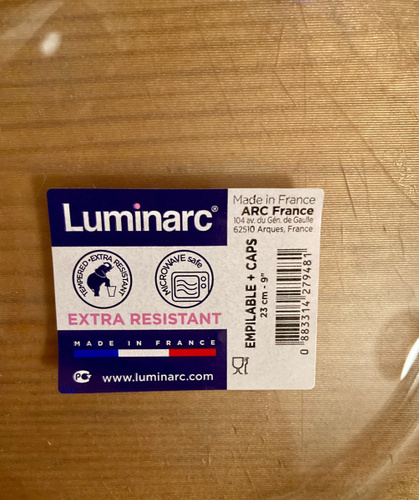 Luminarc®
TEMPERED • EXTRA RESISTANT
MICROWAVE safe
EXTRA RESISTANT
MADE IN FRANCE
www.luminarc.com
Made in France
ARC France
104 av. du Gén. de Gaulle
62510 Arques, France
EMPILABLE + CAPS
23 cm - 9"
0 883314 279481